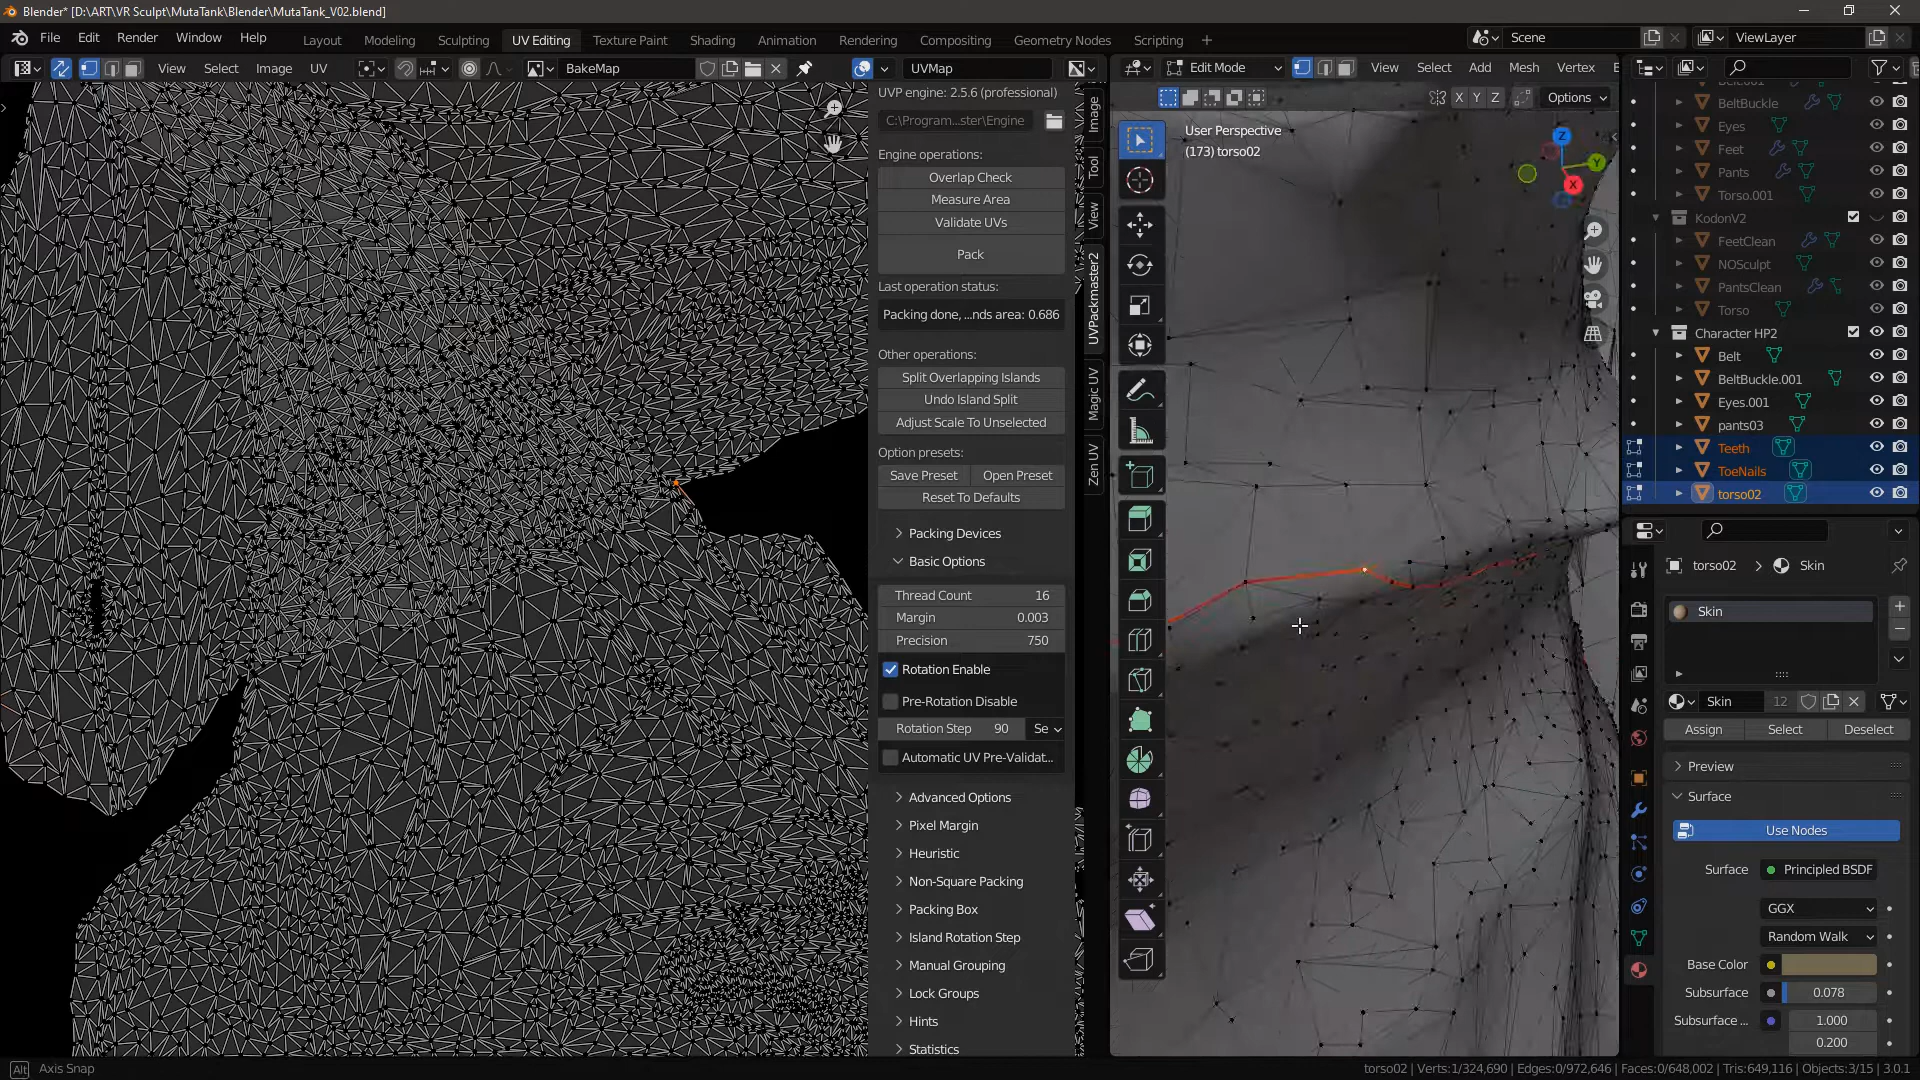 Blender* [D:\ART\VR Sculpt\MutaTank\Blender\MutaTank_V02.blend]
File Edit Render Window Help
Layout Modeling Sculpting UV Editing Texture Paint Shading Animation Rendering Compositing Geometry Nodes Scripting +
Scene
ViewLayer
View Select Image UV
BakeMap
UVMap
Edit Mode
View Select Add Mesh Vertex E
X Y Z
Options
UVP engine: 2.5.6 (professional)
C:\Program...ster\Engine
Engine operations:
Overlap Check
Measure Area
Validate UVs
Pack
Last operation status:
Packing done, ...nds area: 0.686
Other operations:
Split Overlapping Islands
Undo Island Split
Adjust Scale To Unselected
Option presets:
Save Preset
Open Preset
Reset To Defaults
Packing Devices
Basic Options
Thread Count 16
Margin 0.003
Precision 750
Rotation Enable
Pre-Rotation Disable
Rotation Step 90
Se
Automatic UV Pre-Validat...
Advanced Options
Pixel Margin
Heuristic
Non-Square Packing
Packing Box
Island Rotation Step
Manual Grouping
Lock Groups
Hints
Statistics
Image
Tool
View
UVPackmaster2
Magic UV
Zen UV
User Perspective
(173) torso02
Z
Y
X
Belt001
BeltBuckle
Eyes
Feet
Pants
Torso.001
KodonV2
FeetClean
NOSculpt
PantsClean
Torso
Character HP2
Belt
BeltBuckle.001
Eyes.001
pants03
Teeth
ToeNails
torso02
torso02 > Skin
Skin
Skin 12
Assign Select Deselect
Preview
Surface
Use Nodes
Surface Principled BSDF
GGX
Random Walk
Base Color
Subsurface 0.078
Subsurface ... 1.000
0.200
Alt Axis Snap
torso02 | Verts:1/324,690 | Edges:0/972,646 | Faces:0/648,002 | Tris:649,116 | Objects:3/15 | 3.0.1